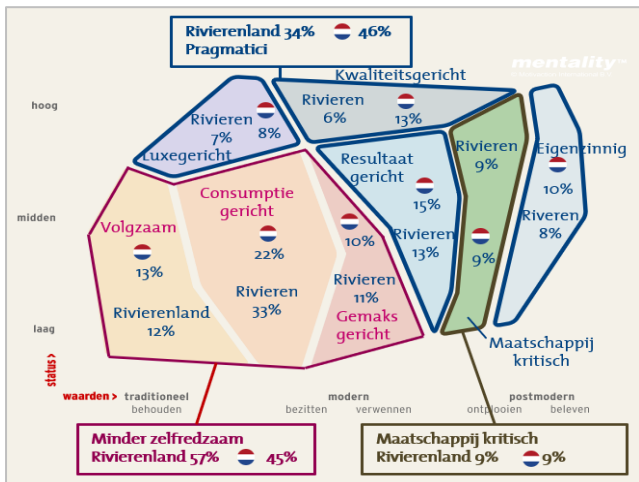 Rivierenland 34% 46%
Pragmatici
mentality
Kwaliteitsgericht
hoog
Rivieren
6%
13%
Rivieren
7%
8%
Luxegericht
Rivieren
9%
Eigenzinnig
10%
Riveren
8%
Resultaat
gericht
15%
Rivieren
13%
Consumptie
gericht
22%
Rivieren
33%
midden
Volgzaam
13%
Rivierenland
12%
10%
Rivieren
11%
Gemaks
gericht
9%
Maatschappij
kritisch
laag
status>
waarden > traditioneel modern postmodern
behouden bezitten verwennen ontplooien beleven
Minder zelfredzaam
Rivierenland 57% 45%
Maatschappij kritisch
Rivierenland 9% 9%